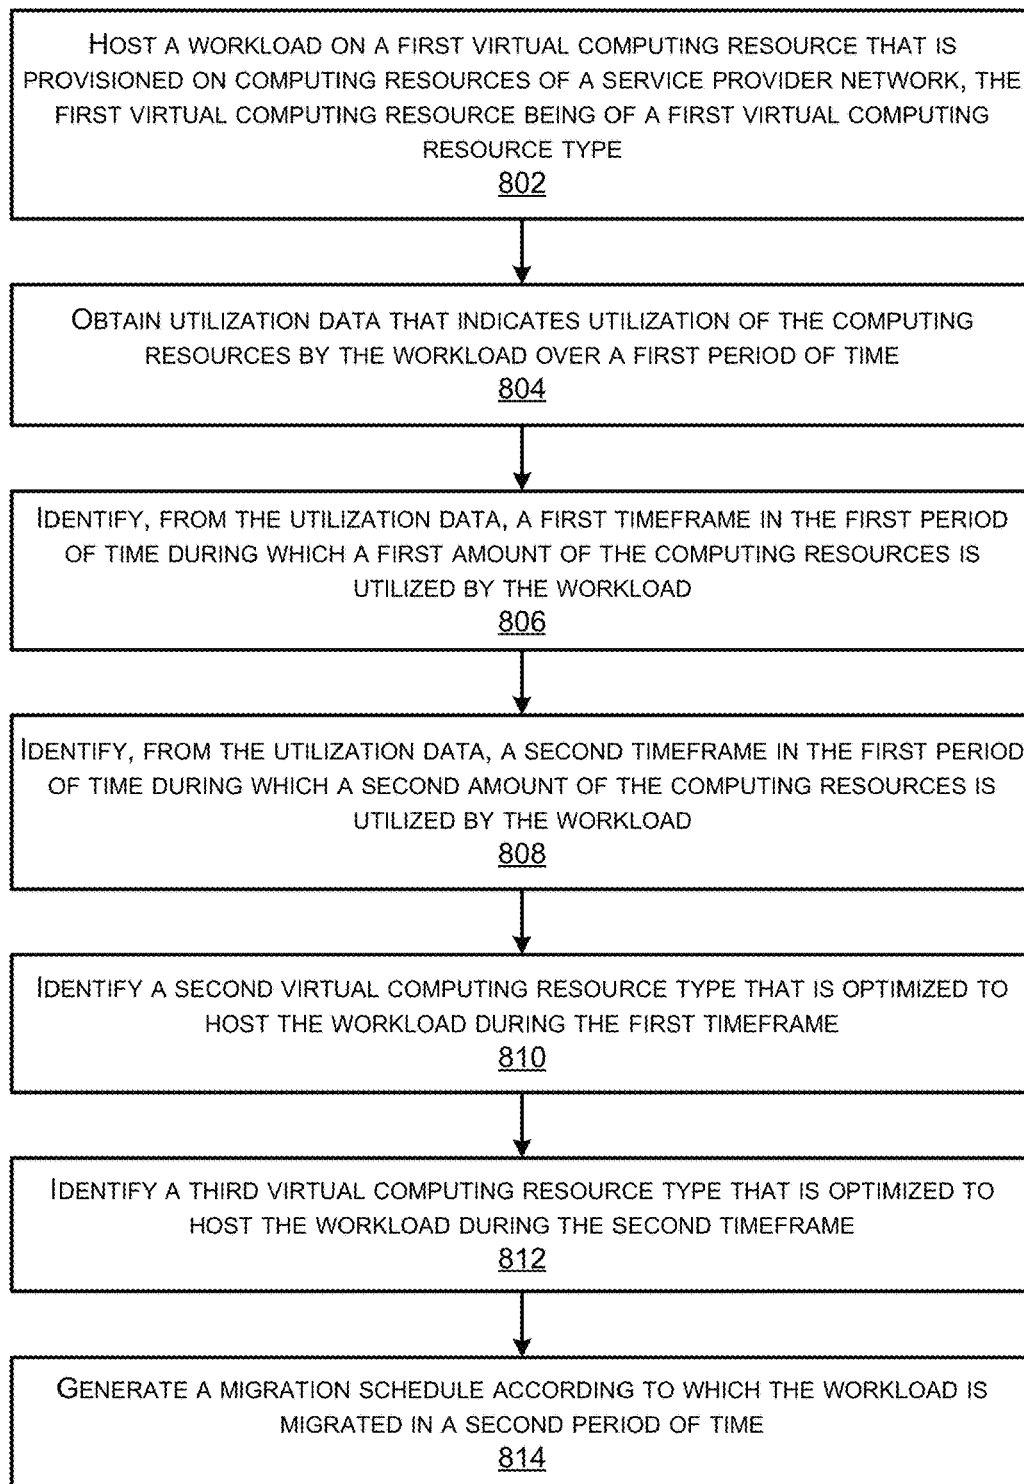 HOST A WORKLOAD ON A FIRST VIRTUAL COMPUTING RESOURCE THAT IS
PROVISIONED ON COMPUTING RESOURCES OF A SERVICE PROVIDER NETWORK, THE
FIRST VIRTUAL COMPUTING RESOURCE BEING OF A FIRST VIRTUAL COMPUTING
RESOURCE TYPE
802
OBTAIN UTILIZATION DATA THAT INDICATES UTILIZATION OF THE COMPUTING
RESOURCES BY THE WORKLOAD OVER A FIRST PERIOD OF TIME
804
IDENTIFY, FROM THE UTILIZATION DATA, A FIRST TIMEFRAME IN THE FIRST PERIOD
OF TIME DURING WHICH A FIRST AMOUNT OF THE COMPUTING RESOURCES IS
UTILIZED BY THE WORKLOAD
806
IDENTIFY, FROM THE UTILIZATION DATA, A SECOND TIMEFRAME IN THE FIRST PERIOD
OF TIME DURING WHICH A SECOND AMOUNT OF THE COMPUTING RESOURCES IS
UTILIZED BY THE WORKLOAD
808
IDENTIFY A SECOND VIRTUAL COMPUTING RESOURCE TYPE THAT IS OPTIMIZED TO
HOST THE WORKLOAD DURING THE FIRST TIMEFRAME
810
IDENTIFY A THIRD VIRTUAL COMPUTING RESOURCE TYPE THAT IS OPTIMIZED TO
HOST THE WORKLOAD DURING THE SECOND TIMEFRAME
812
GENERATE A MIGRATION SCHEDULE ACCORDING TO WHICH THE WORKLOAD IS
MIGRATED IN A SECOND PERIOD OF TIME
814